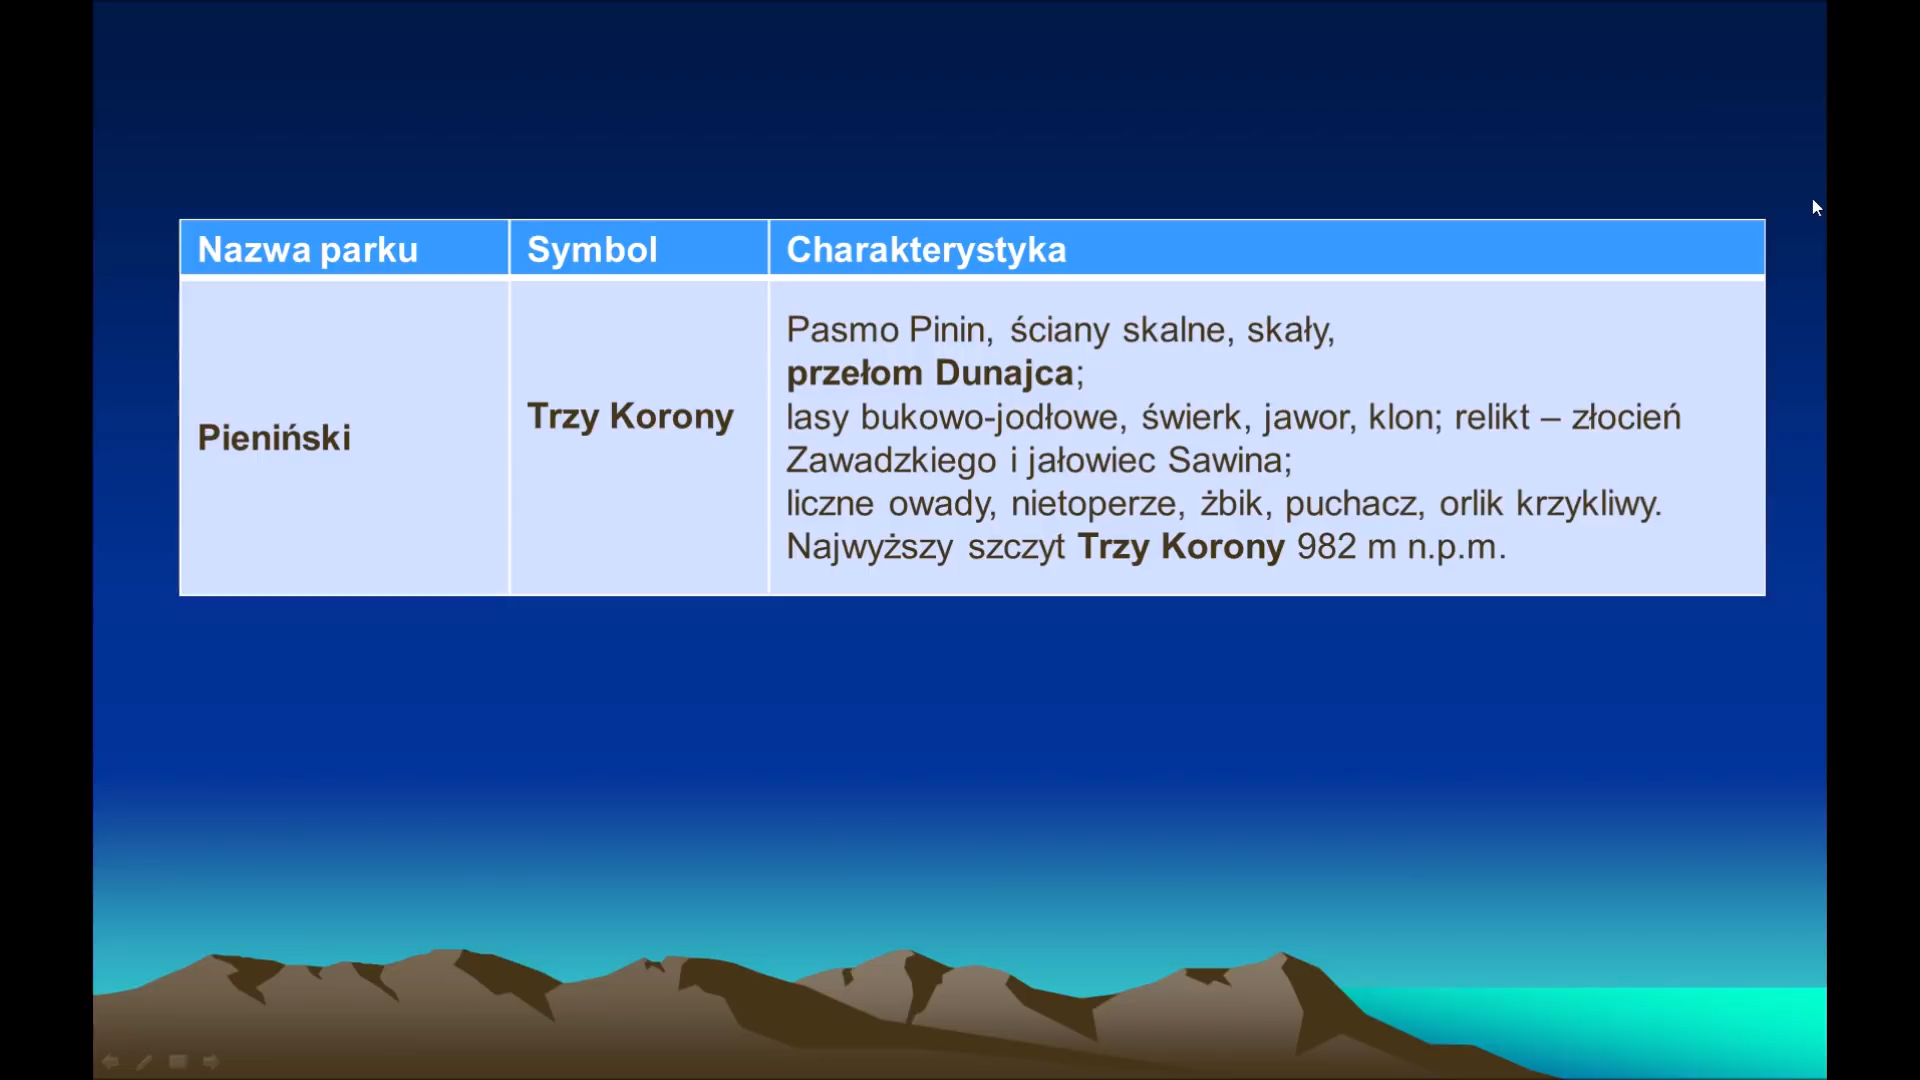 Nazwa parku Symbol Charakterystyka
Pieniński
Trzy Korony
Pasmo Pinin, ściany skalne, skały,
przełom Dunajca;
lasy bukowo-jodłowe, świerk, jawor, klon; relikt – złocień
Zawadzkiego i jałowiec Sawina;
liczne owady, nietoperze, żbik, puchacz, orlik krzykliwy.
Najwyższy szczyt Trzy Korony 982 m n.p.m.